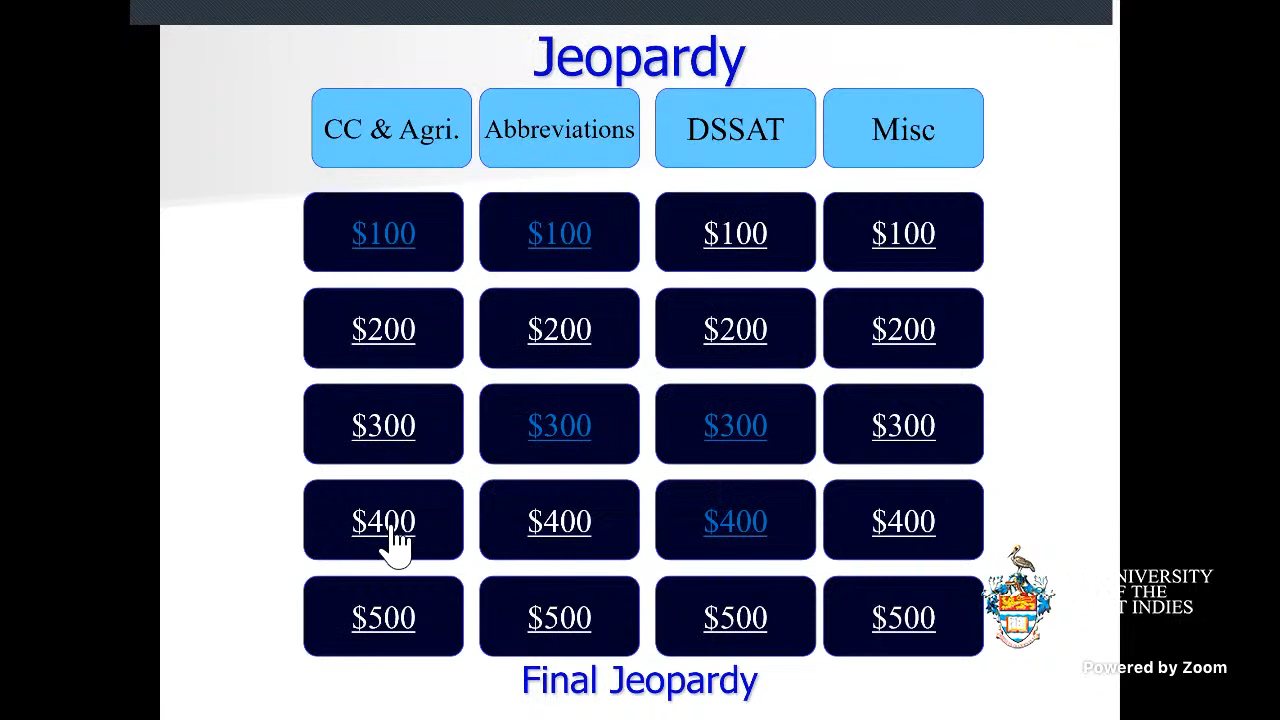 Jeopardy
CC & Agri. Abbreviations DSSAT Misc
$100 $100 $100 $100
$200 $200 $200 $200
$300 $300 $300 $300
$400 $400 $400 $400
$500 $500 $500 $500
NIVERSITY
F THE
T INDIES
Powered by Zoom
Final Jeopardy